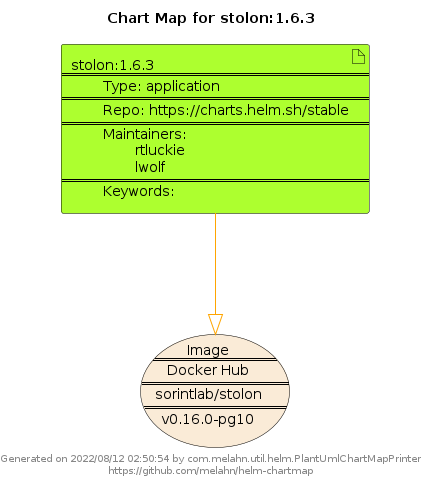 Chart Map for stolon:1.6.3
stolon:1.6.3
Type: application
Repo: https://charts.helm.sh/stable
Maintainers:
rtluckie
lwolf
Keywords:
Image
Docker Hub
sorintlab/stolon
v0.16.0-pg10
Generated on 2022/08/12 02:50:54 by com.melahn.util.helm.PlantUmlChartMapPrinter
https://github.com/melahn/helm-chartmap